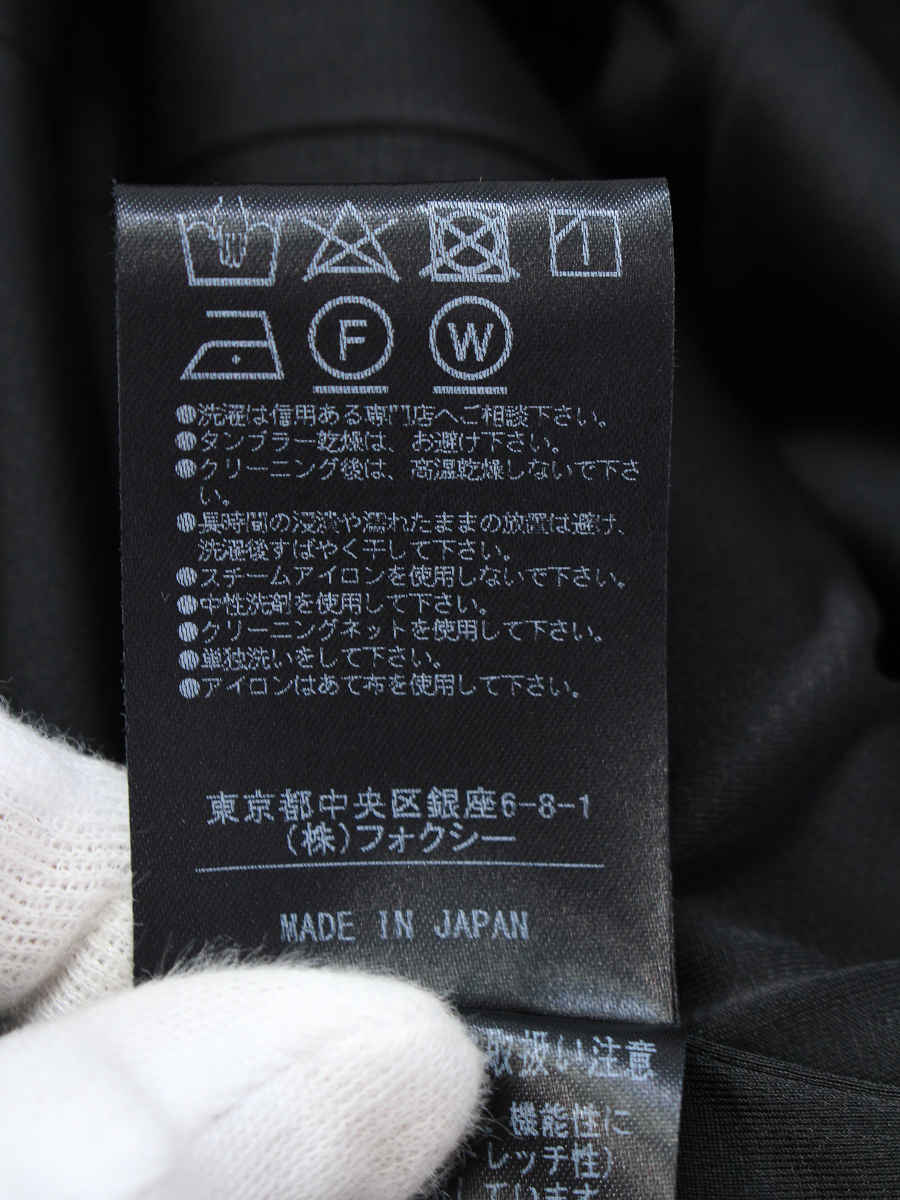 F W
●洗濯は信用ある専門店へご相談下さい。
●タンブラー乾燥は、お避け下さい。
●クリーニング後は、高温乾燥しないで下さ
い。
●長時間の浸漬や濡れたままの放置は避け、
洗濯後すばやく干して下さい。
●スチームアイロンを使用しないで下さい。
●中性洗剤を使用して下さい。
●クリーニングネットを使用して下さい。
●単独洗いをして下さい。
●アイロンはあて布を使用して下さい。
東京都中央区銀座6-8-1
(株)フォクシー
MADE IN JAPAN
取扱い注意
機能性に
レッチ性)
しています